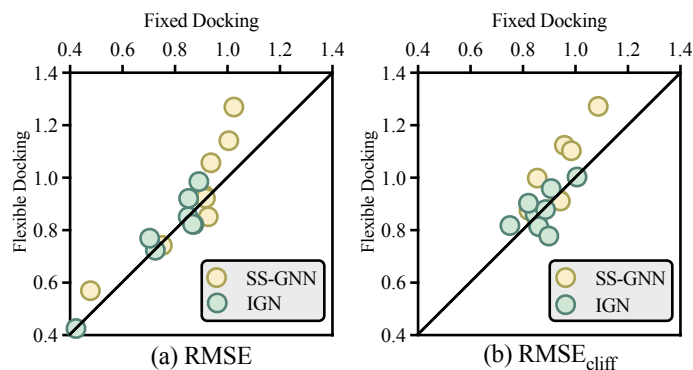 Fixed Docking
0.4 0.6 0.8 1.0 1.2 1.4
Flexible Docking
1.4
1.2
1.0
0.8
0.6
0.4
SS-GNN
IGN
(a) RMSE
Fixed Docking
0.4 0.6 0.8 1.0 1.2 1.4
Flexible Docking
1.4
1.2
1.0
0.8
0.6
0.4
SS-GNN
IGN
(b) RMSE_cliff